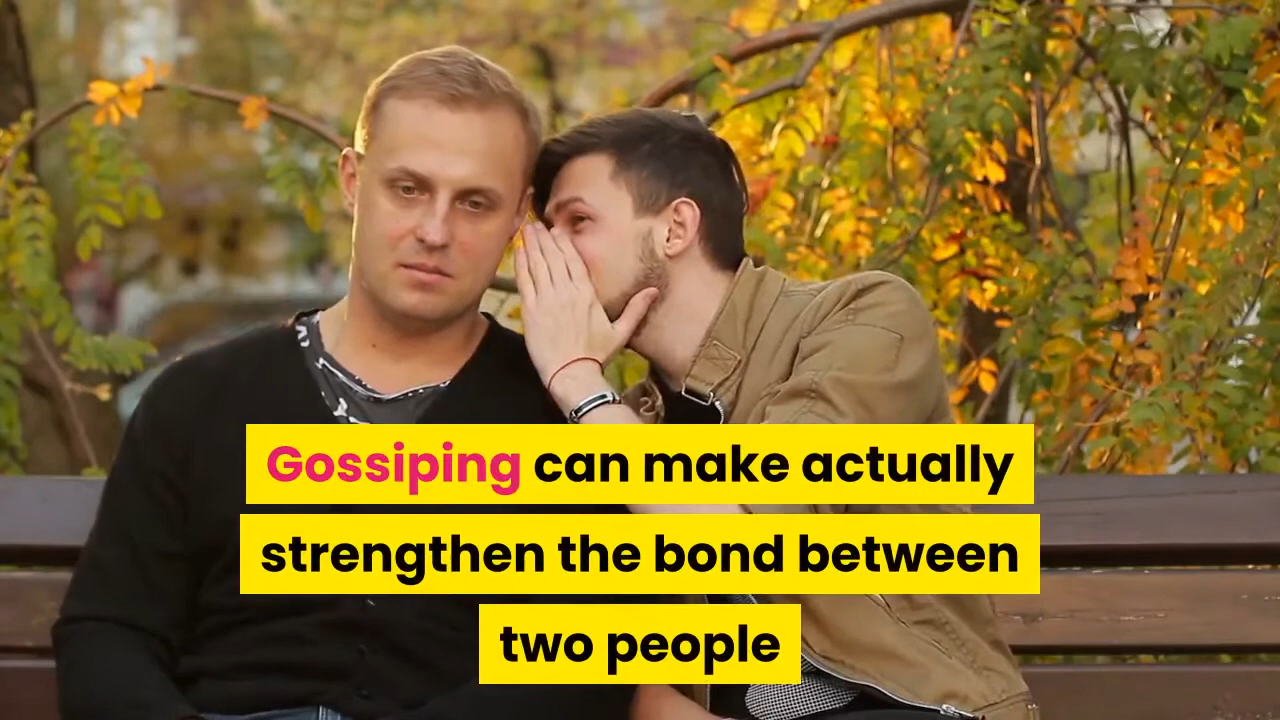 Gossiping can make actually
strengthen the bond between
two people